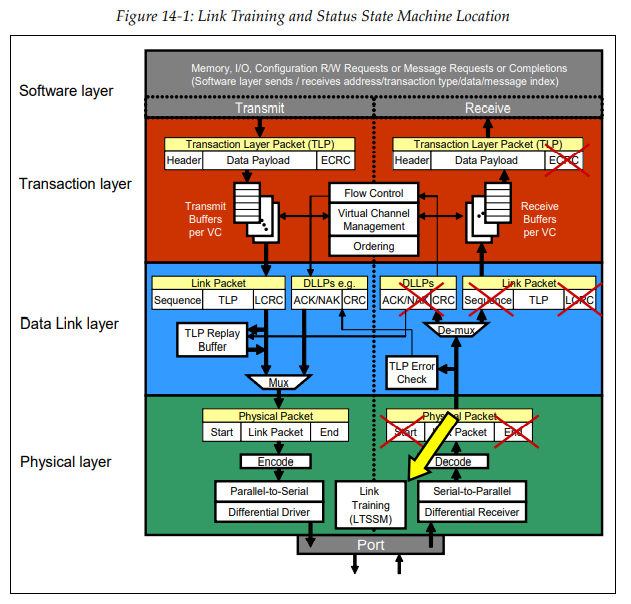 Figure 14-1: Link Training and Status State Machine Location
Software layer
Memory, I/O, Configuration R/W Requests or Message Requests or Completions
(Software layer sends / receives address/transaction type/data/message index)
Transmit
Receive
Transaction layer
Transaction Layer Packet (TLP)
Header
Data Payload
ECRC
Transaction Layer Packet (TLP)
Header
Data Payload
ECRC
Transmit
Buffers
per VC
Flow Control
Virtual Channel
Management
Ordering
Receive
Buffers
per VC
Data Link layer
Link Packet
Sequence
TLP
LCRC
DLLPs e.g.
ACK/NAK
CRC
DLLPs
ACK/NAK
CRC
Link Packet
Sequence
TLP
LCRC
TLP Replay
Buffer
De-mux
TLP Error
Check
Mux
Physical layer
Physical Packet
Start
Link Packet
End
Physical Packet
Start
Packet
End
Encode
Decode
Parallel-to-Serial
Differential Driver
Link
Training
(LTSSM)
Serial-to-Parallel
Differential Receiver
Port